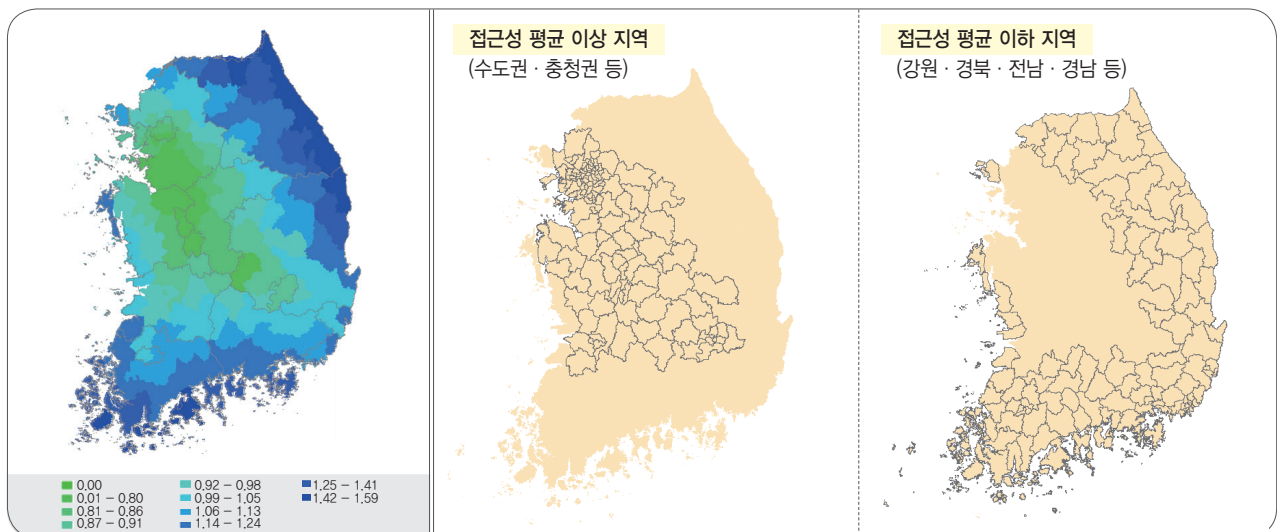 접근성 평균 이상 지역
(수도권 · 충청권 등)
접근성 평균 이하 지역
(강원 · 경북 · 전남 · 경남 등)
0.00
0.01 – 0.80
0.81 – 0.86
0.87 – 0.91
0.92 – 0.98
0.99 – 1.05
1.06 – 1.13
1.14 – 1.24
1.25 – 1.41
1.42 – 1.59